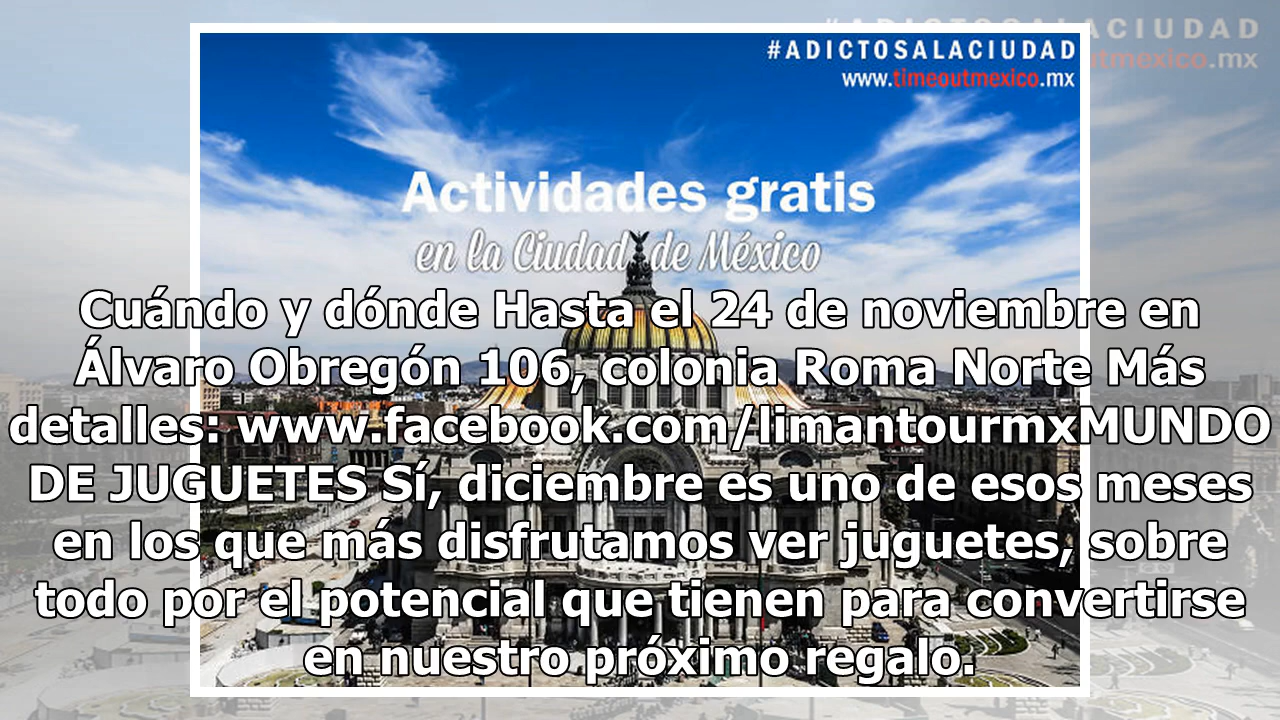 #ADICTOSALACIUDAD
#ADICTOSALACIUDAD
www.timeoutmexico.mx
utmexico.mx
Actividades gratis
en la Ciudad de México
Cuándo y dónde Hasta el 24 de noviembre en
Álvaro Obregón 106, colonia Roma Norte Más
detalles: www.facebook.com/limantourmxMUNDO
DE JUGUETES Sí, diciembre es uno de esos meses
en los que más disfrutamos ver juguetes, sobre
todo por el potencial que tienen para convertirse
en nuestro próximo regalo.